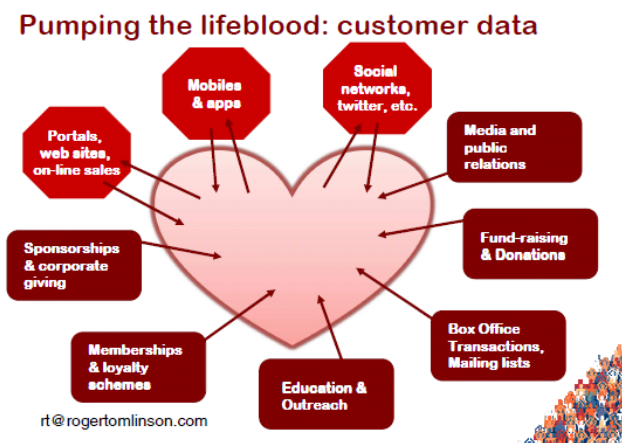 Pumping the lifeblood: customer data
Mobiles
& apps
Social
networks,
twitter, etc.
Portals,
web sites,
on-line sales
Media and
public
relations
Sponsorships
& corporate
giving
Fund-raising
& Donations
Memberships
& loyalty
schemes
Education &
Outreach
Box Office
Transactions,
Mailing lists
rt@rogertomlinson.com